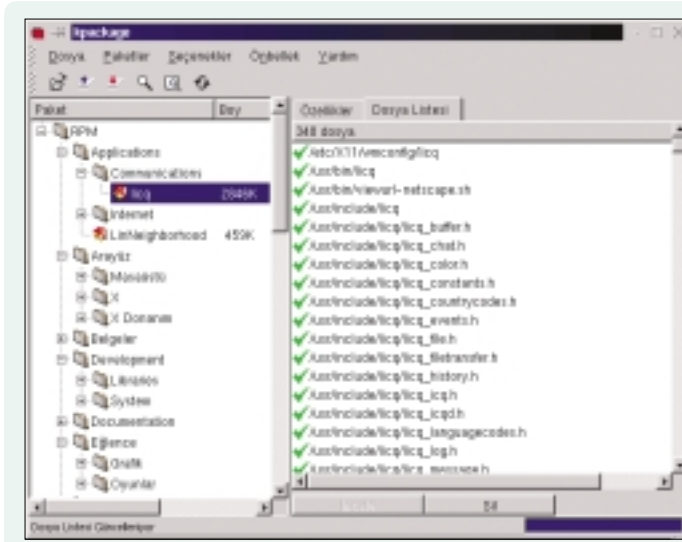 kpackage
Dosya Paketler Seçenekler Önbellek Yardım
Paket Boy
RPM
Applications
Communications
licq 2848K
Internet
LinNeighborhood 459K
Arayüz
Masaüstü
X
X Donanım
Belgeler
Development
Libraries
System
Documentation
Eğlence
Grafik
Oyunlar
Özellikler Dosya Listesi
348 dosya
/etc/X11/wmconfig/licq
/usr/bin/licq
/usr/bin/viewurl-netscape.sh
/usr/include/licq
/usr/include/licq/licq_buffer.h
/usr/include/licq/licq_chat.h
/usr/include/licq/licq_color.h
/usr/include/licq/licq_constants.h
/usr/include/licq/licq_countrycodes.h
/usr/include/licq/licq_events.h
/usr/include/licq/licq_file.h
/usr/include/licq/licq_filetransfer.h
/usr/include/licq/licq_history.h
/usr/include/licq/licq_icq.h
/usr/include/licq/licq_icqd.h
/usr/include/licq/licq_languagecodes.h
/usr/include/licq/licq_log.h
/usr/include/licq/licq_message.h
Sil
Dosya Listesi Güncelleniyor